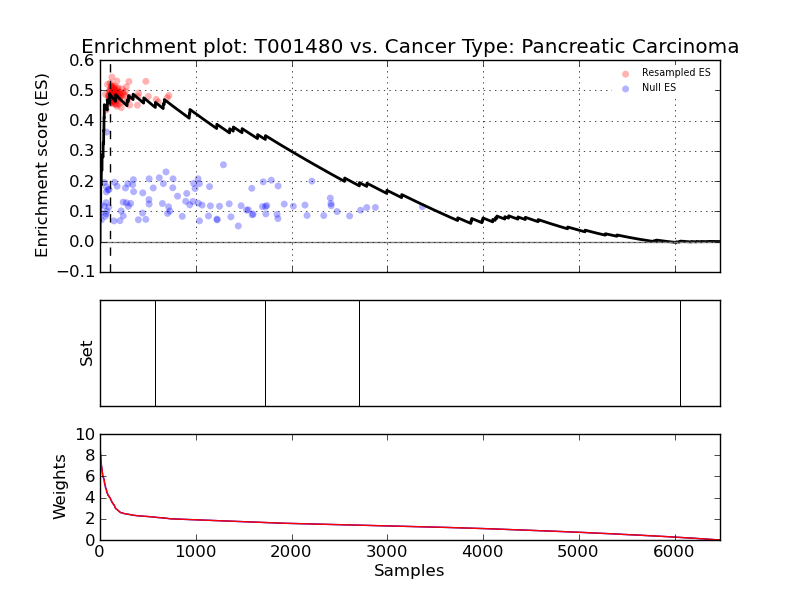 Enrichment plot: T001480 vs. Cancer Type: Pancreatic Carcinoma
0.6
0.5
0.4
0.3
0.2
0.1
0.0
−0.1
Enrichment score (ES)
Resampled ES
Null ES
Set
10
8
6
4
2
0
Weights
0 1000 2000 3000 4000 5000 6000
Samples